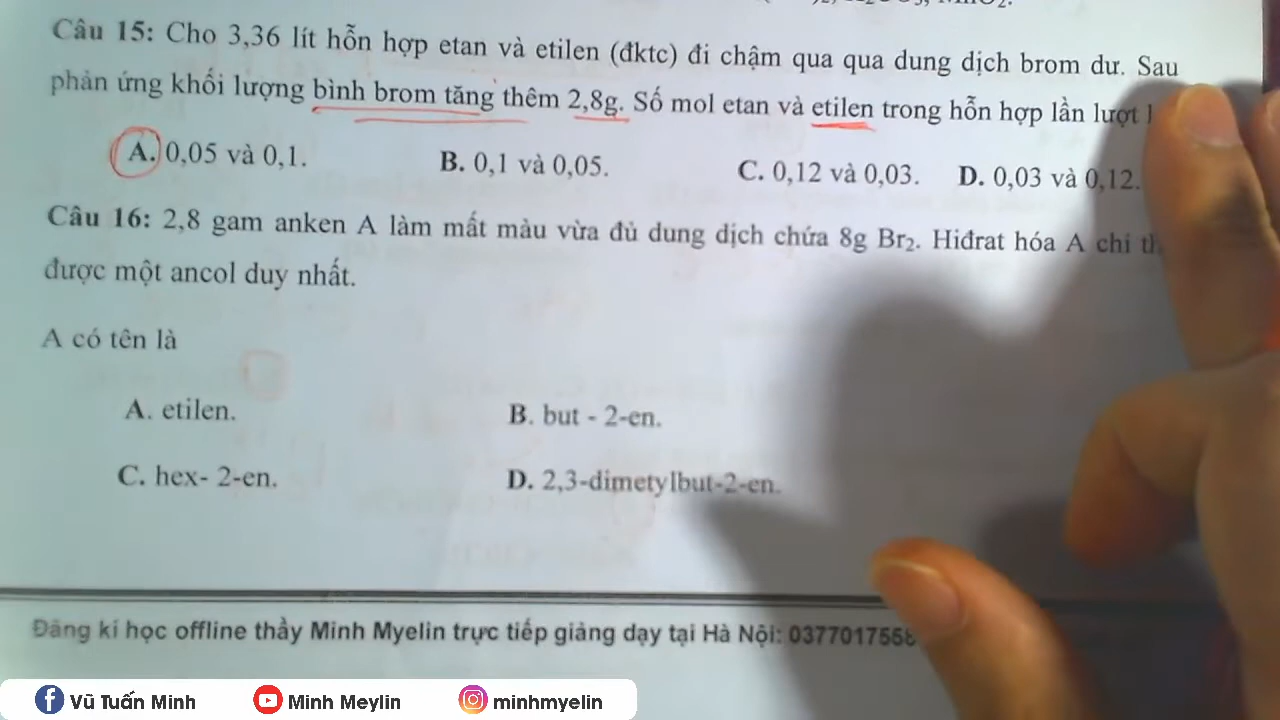 Câu 15: Cho 3,36 lít hỗn hợp etan và etilen (đktc) đi chậm qua qua dung dịch brom dư. Sau
phản ứng khối lượng bình brom tăng thêm 2,8g. Số mol etan và etilen trong hỗn hợp lần lượt
A. 0,05 và 0,1. B. 0,1 và 0,05. C. 0,12 và 0,03. D. 0,03 và 0,12.
Câu 16: 2,8 gam anken A làm mất màu vừa đủ dung dịch chứa 8g Br₂. Hiđrat hóa A chỉ
được một ancol duy nhất.
A có tên là
A. etilen. B. but - 2-en.
C. hex- 2-en. D. 2,3-dimetylbut-2-en.
Đăng kí học offline thầy Minh Myelin trực tiếp giảng dạy tại Hà Nội: 0377017558
Vũ Tuấn Minh Minh Meylin minhmyelin